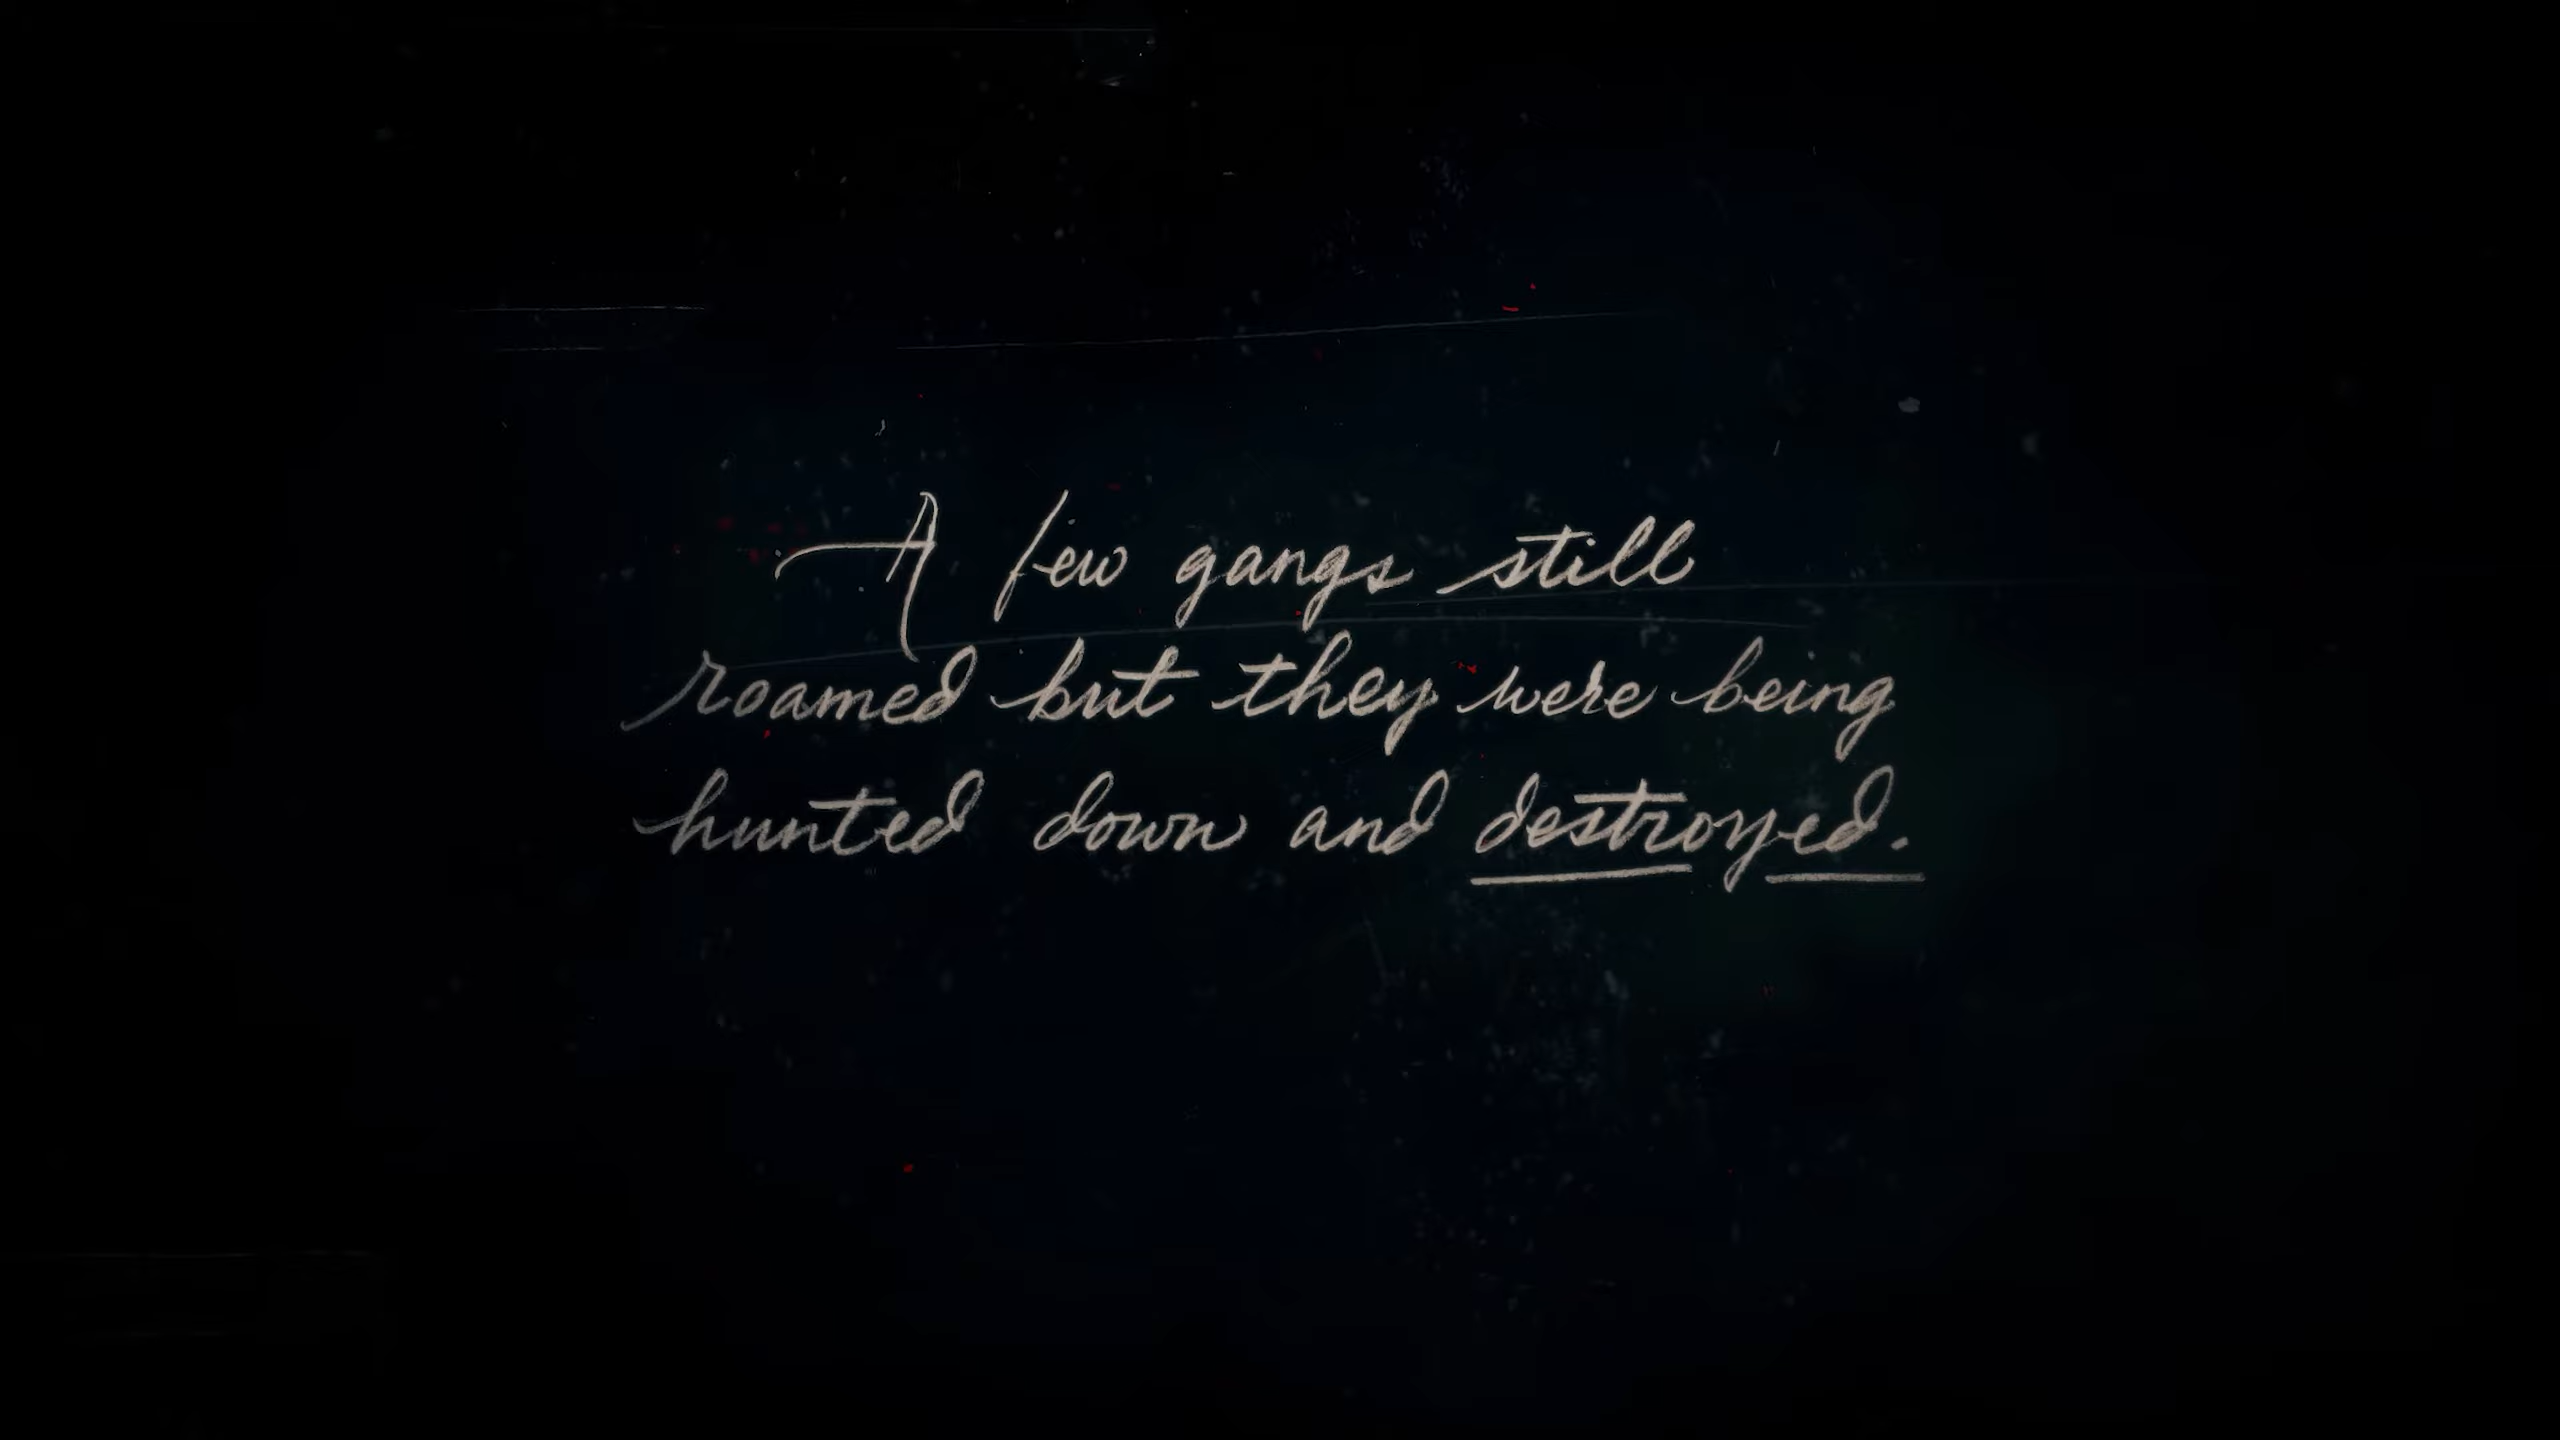 A few gangs still
roamed but they were being
hunted down and destroyed.